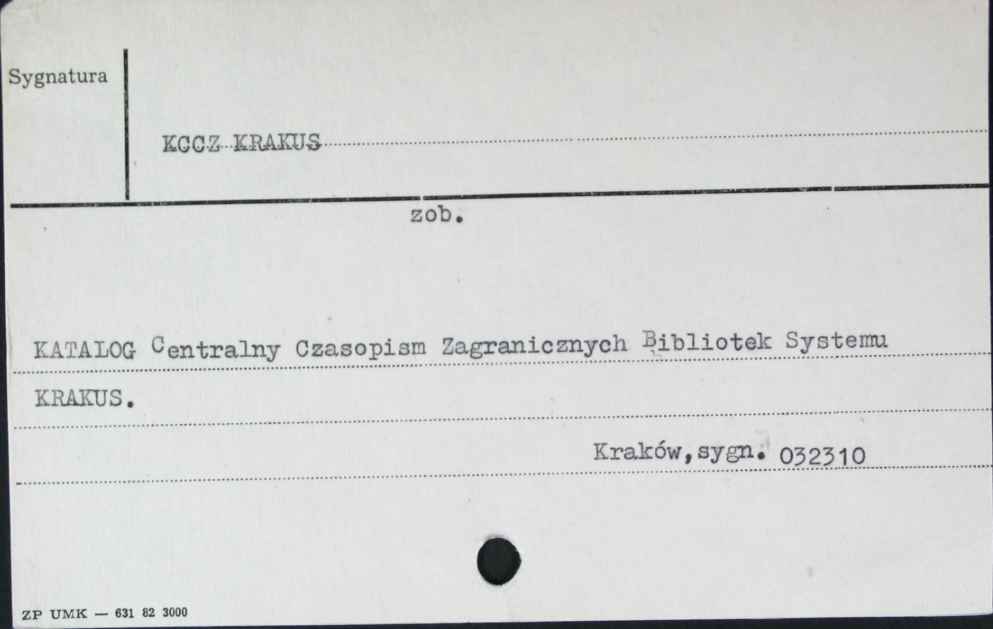 Sygnatura
KCCZ KRAKUS
zob.
KATALOG Centralny Czasopism Zagranicznych Bibliotek Systemu
KRAKUS.
Kraków, sygn. 032310
ZP UMK — 631 82 3000